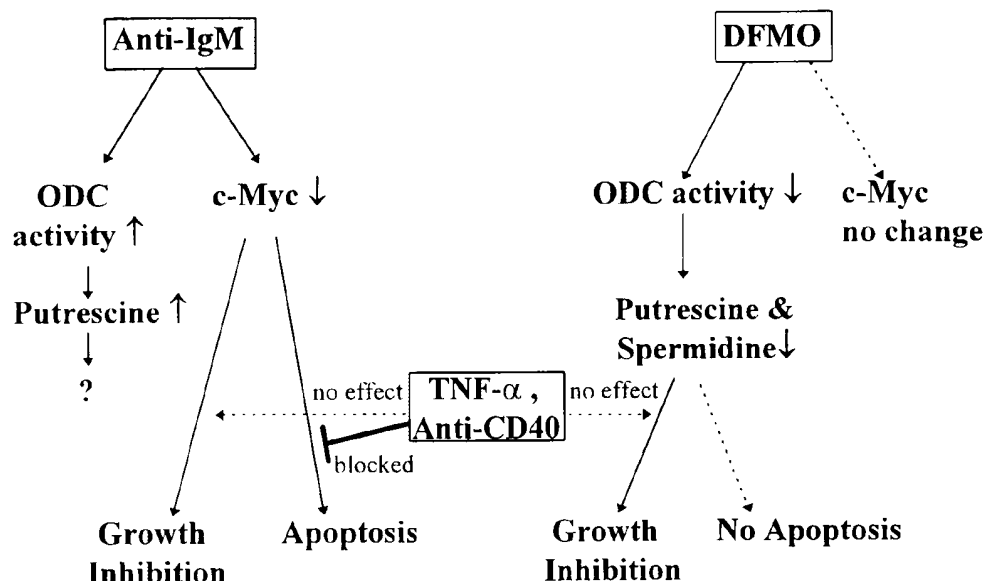 Anti-IgM
DFMO
ODC
activity ↑
c-Myc ↓
ODC activity ↓
c-Myc
no change
Putrescine ↑
?
Putrescine &
Spermidine↓
no effect
TNF-α ,
Anti-CD40
no effect
blocked
Growth
Inhibition
Apoptosis
Growth
Inhibition
No Apoptosis